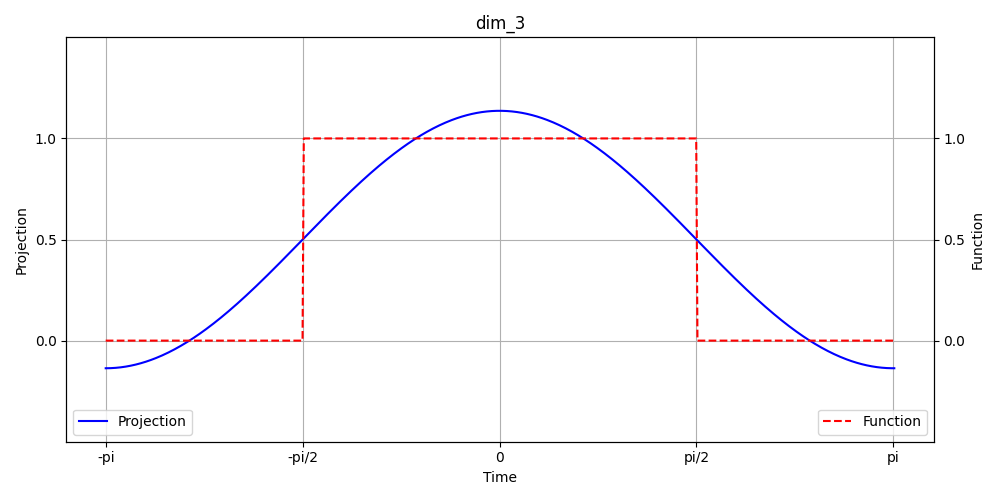 dim_3
Projection
1.0
0.5
0.0
1.0
0.5
0.0
Function
Projection
Function
-pi
-pi/2
0
pi/2
pi
Time